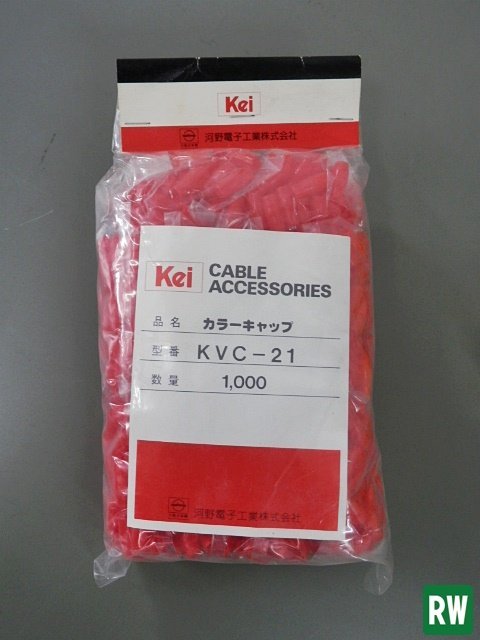 Kei
河野電子工業株式会社
Kei CABLE
ACCESSORIES
品名 カラーキャップ
型番 KVC-21
数量 1,000
河野電子工業株式会社
RW